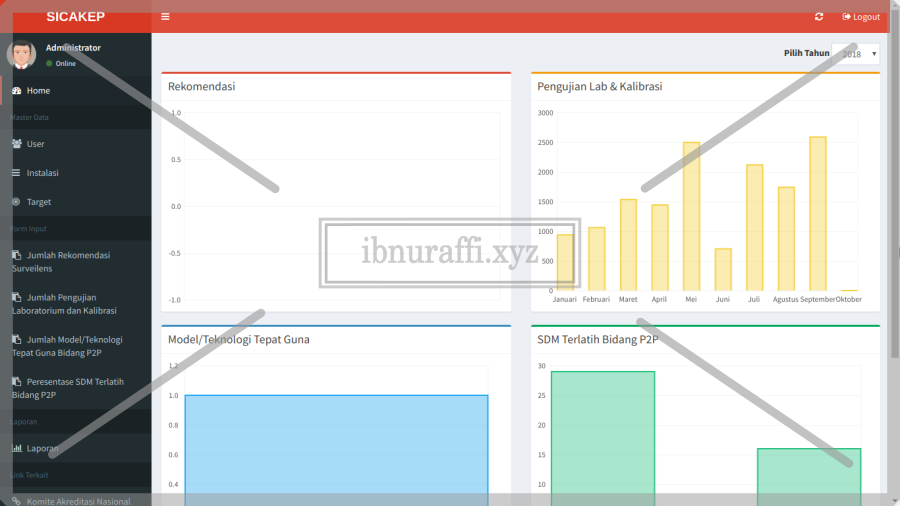 SICAKEP
Logout
Administrator
Online
Pilih Tahun
2018
Home
Master Data
User
Instalasi
Target
Form Input
Jumlah Rekomendasi
Surveilens
Jumlah Pengujian
Laboratorium dan Kalibrasi
Jumlah Model/Teknologi
Tepat Guna Bidang P2P
Peresentase SDM Terlatih
Bidang P2P
Laporan
Laporan
Link Terkait
Komite Akreditasi Nasional
Rekomendasi
1.0
0.5
0.0
-0.5
-1.0
Pengujian Lab & Kalibrasi
3000
2500
2000
1500
1000
500
0
Januari Februari Maret April Mei Juni Juli Agustus September Oktober
ibnuraffi.xyz
Model/Teknologi Tepat Guna
1.2
1.0
0.8
0.6
0.4
SDM Terlatih Bidang P2P
30
25
20
15
10